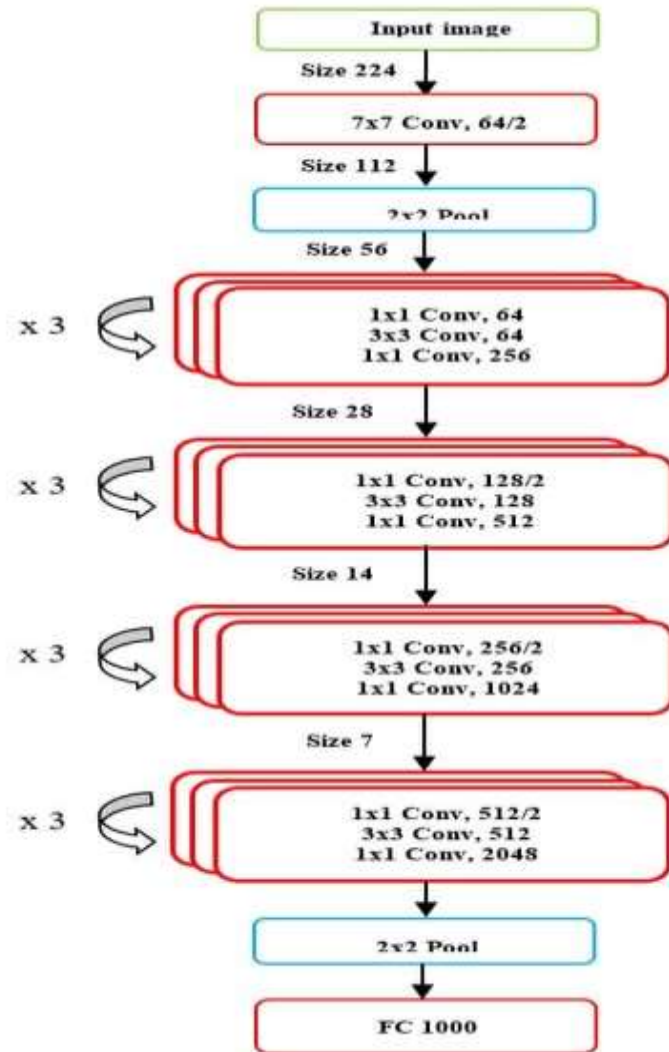 Input image
Size 224
7x7 Conv, 64/2
Size 112
2x2 Pool
Size 56
x 3
1x1 Conv, 64
3x3 Conv, 64
1x1 Conv, 256
Size 28
x 3
1x1 Conv, 128/2
3x3 Conv, 128
1x1 Conv, 512
Size 14
x 3
1x1 Conv, 256/2
3x3 Conv, 256
1x1 Conv, 1024
Size 7
x 3
1x1 Conv, 512/2
3x3 Conv, 512
1x1 Conv, 2048
2x2 Pool
FC 1000